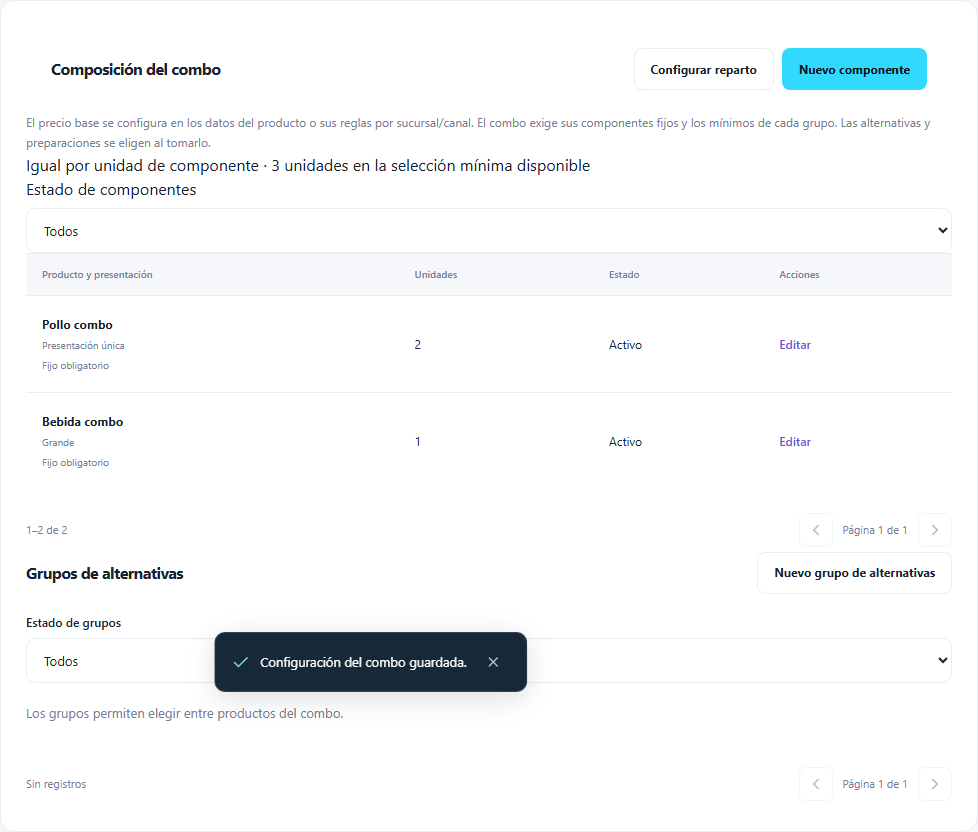 Composición del combo
Configurar reparto
Nuevo componente
El precio base se configura en los datos del producto o sus reglas por sucursal/canal. El combo exige sus componentes fijos y los mínimos de cada grupo. Las alternativas y
preparaciones se eligen al tomarlo.
Igual por unidad de componente · 3 unidades en la selección mínima disponible
Estado de componentes
Todos
Producto y presentación Unidades Estado Acciones
Pollo combo
Presentación única
Fijo obligatorio
2 Activo Editar
Bebida combo
Grande
Fijo obligatorio
1 Activo Editar
1–2 de 2
Página 1 de 1
Grupos de alternativas
Nuevo grupo de alternativas
Estado de grupos
Todos
Configuración del combo guardada.
Los grupos permiten elegir entre productos del combo.
Sin registros
Página 1 de 1